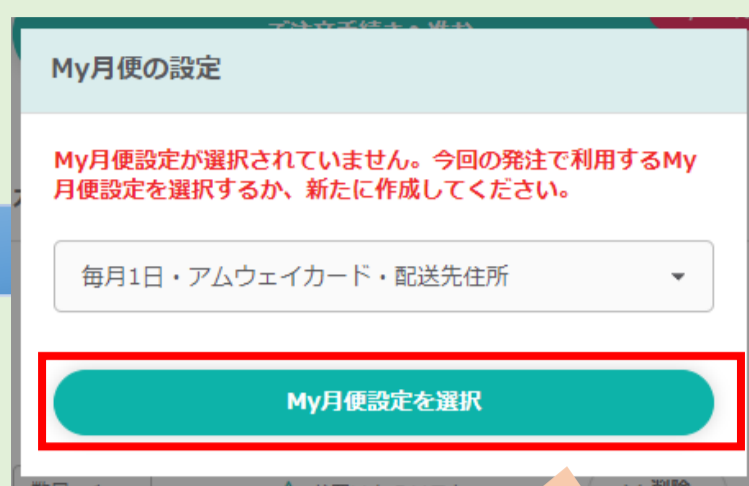 My月便の設定
My月便設定が選択されていません。今回の発注で利用するMy
月便設定を選択するか、新たに作成してください。
毎月1日・アムウェイカード・配送先住所
My月便設定を選択